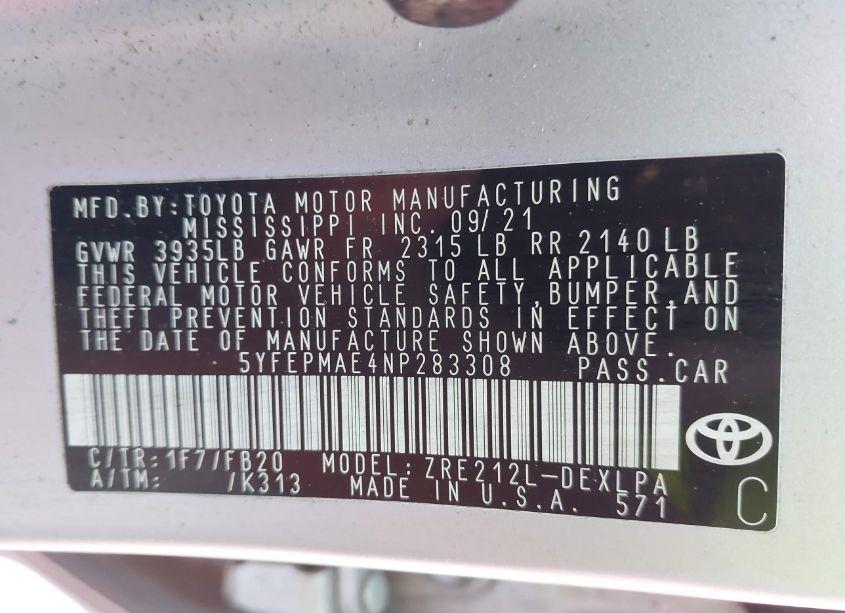 MFD.BY:TOYOTA MOTOR MANUFACTURING
MISSISSIPPI INC. 09/21
GVWR 3935LB GAWR FR 2315 LB RR 2140 LB
THIS VEHICLE CONFORMS TO ALL APPLICABLE
FEDERAL MOTOR VEHICLE SAFETY,BUMPER,AND
THEFT PREVENTION STANDARDS IN EFFECT ON
THE DATE OF MANUFACTURE SHOWN ABOVE.
5YFEPMAE4NP283308 PASS.CAR
C/TR:1F7/FB20 MODEL:ZRE212L-DEXLPA
A/TM: /K313 MADE IN U.S.A. 571
C